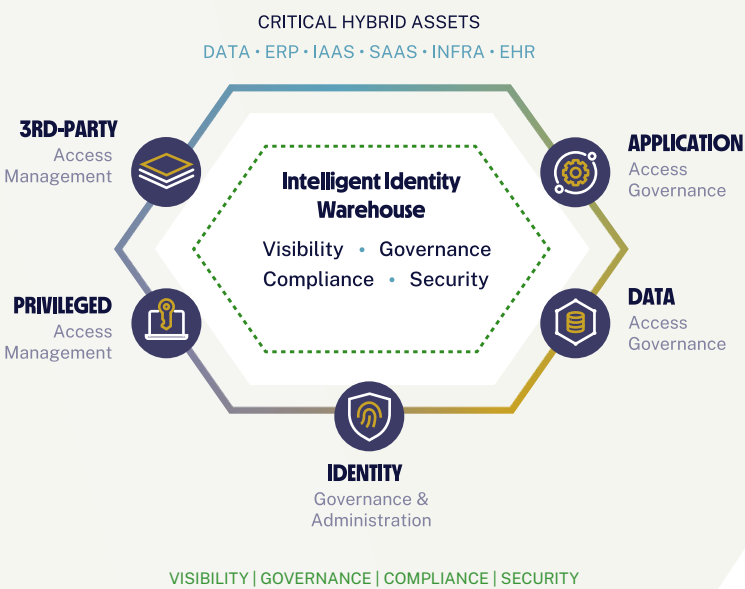 CRITICAL HYBRID ASSETS
DATA • ERP • IAAS • SAAS • INFRA • EHR
3RD-PARTY
Access
Management
APPLICATION
Access
Governance
Intelligent Identity
Warehouse
Visibility • Governance
Compliance • Security
PRIVILEGED
Access
Management
DATA
Access
Governance
IDENTITY
Governance &
Administration
VISIBILITY | GOVERNANCE | COMPLIANCE | SECURITY